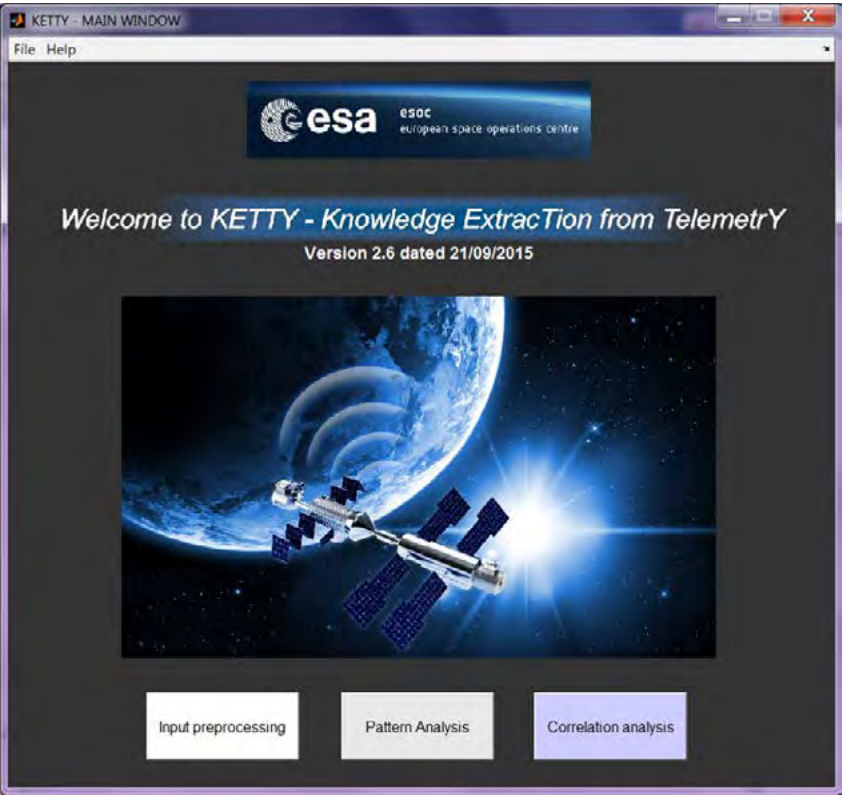 KETTY - MAIN WINDOW
File Help
esa
esoc
european space operations centre
Welcome to KETTY - Knowledge ExtracTion from TelemetrY
Version 2.6 dated 21/09/2015
Input preprocessing
Pattern Analysis
Correlation analysis